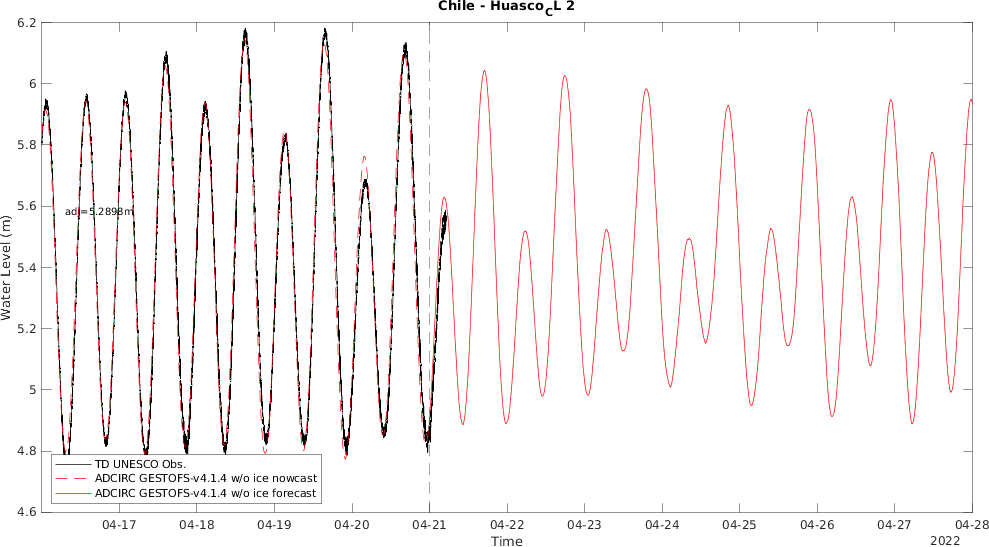 Chile - Huasco_CL 2
6.2
6
5.8
5.6
5.4
5.2
5
4.8
4.6
Water Level (m)
adj=5.2898m
TD UNESCO Obs.
ADCIRC GESTOFS-v4.1.4 w/o ice nowcast
ADCIRC GESTOFS-v4.1.4 w/o ice forecast
04-17 04-18 04-19 04-20 04-21 04-22 04-23 04-24 04-25 04-26 04-27 04-28
Time
2022